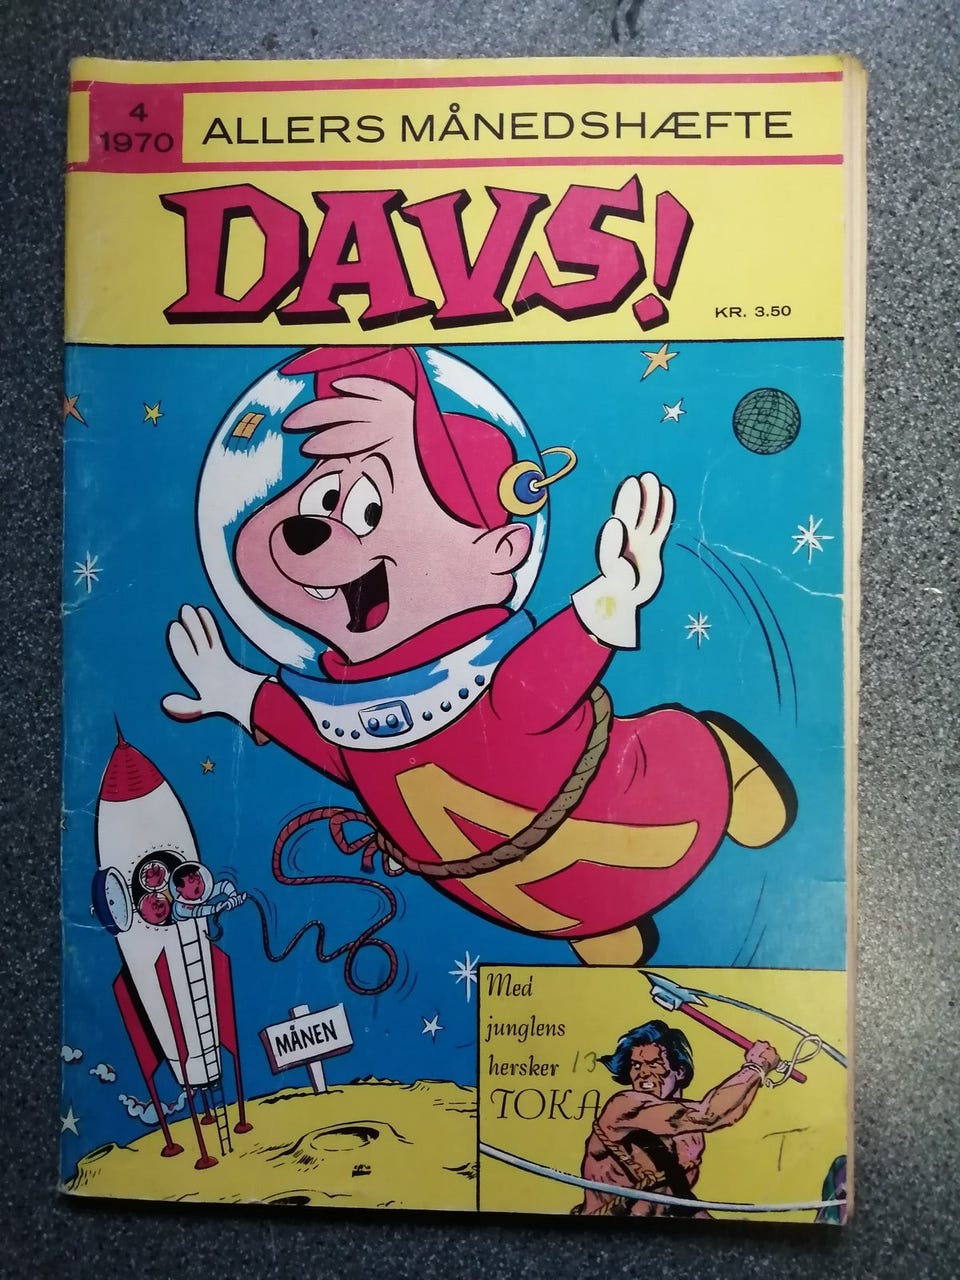 4
1970
ALLERS MÅNEDSHÆFTE
DAVS!
KR. 3.50
A
MÅNEN
Med
junglens
hersker 13
TOKA
T